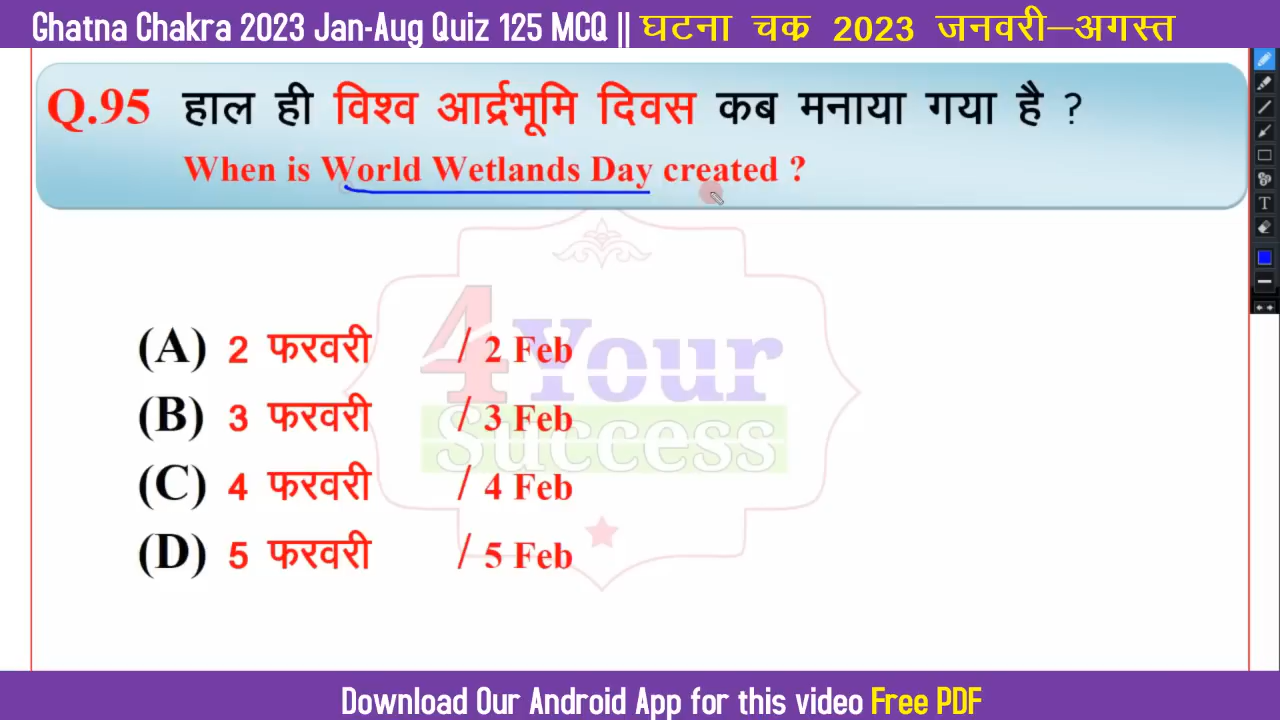 Ghatna Chakra 2023 Jan-Aug Quiz 125 MCQ || घटना चक्र 2023 जनवरी–अगस्त
Q.95 हाल ही विश्व आर्द्रभूमि दिवस कब मनाया गया है ?
When is World Wetlands Day created ?
4Your
Success
(A) 2 फरवरी / 2 Feb
(B) 3 फरवरी / 3 Feb
(C) 4 फरवरी / 4 Feb
(D) 5 फरवरी / 5 Feb
T
Download Our Android App for this video Free PDF